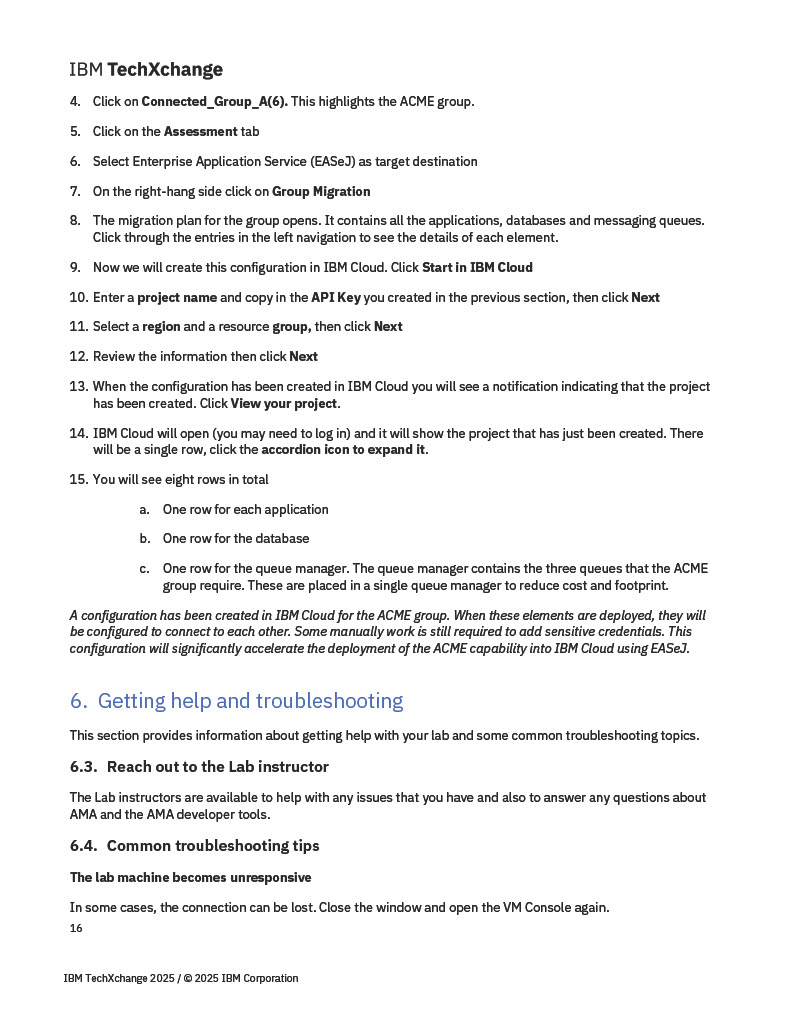 IBM TechXchange
4. Click on Connected_Group_A(6). This highlights the ACME group.
5. Click on the Assessment tab
6. Select Enterprise Application Service (EASeJ) as target destination
7. On the right-hang side click on Group Migration
8. The migration plan for the group opens. It contains all the applications, databases and messaging queues.
Click through the entries in the left navigation to see the details of each element.
9. Now we will create this configuration in IBM Cloud. Click Start in IBM Cloud
10. Enter a project name and copy in the API Key you created in the previous section, then click Next
11. Select a region and a resource group, then click Next
12. Review the information then click Next
13. When the configuration has been created in IBM Cloud you will see a notification indicating that the project
has been created. Click View your project.
14. IBM Cloud will open (you may need to log in) and it will show the project that has just been created. There
will be a single row, click the accordion icon to expand it.
15. You will see eight rows in total
a. One row for each application
b. One row for the database
c. One row for the queue manager. The queue manager contains the three queues that the ACME
group require. These are placed in a single queue manager to reduce cost and footprint.
A configuration has been created in IBM Cloud for the ACME group. When these elements are deployed, they will
be configured to connect to each other. Some manually work is still required to add sensitive credentials. This
configuration will significantly accelerate the deployment of the ACME capability into IBM Cloud using EASeJ.
6. Getting help and troubleshooting
This section provides information about getting help with your lab and some common troubleshooting topics.
6.3. Reach out to the Lab instructor
The Lab instructors are available to help with any issues that you have and also to answer any questions about
AMA and the AMA developer tools.
6.4. Common troubleshooting tips
The lab machine becomes unresponsive
In some cases, the connection can be lost. Close the window and open the VM Console again.
16
IBM TechXchange 2025 / © 2025 IBM Corporation